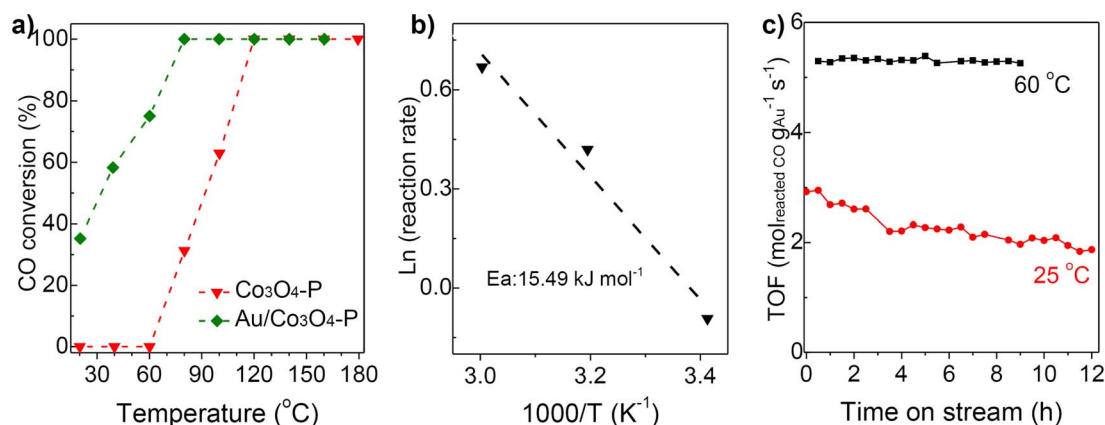 a)
100
80
60
40
20
0
CO conversion (%)
Co₃O₄-P
Au/Co₃O₄-P
30 60 90 120 150 180
Temperature (°C)
b)
0.6
0.3
0.0
Ln (reaction rate)
Ea:15.49 kJ mol⁻¹
3.0 3.2 3.4
1000/T (K⁻¹)
c)
6
4
2
0
TOF (mol_reacted CO g_Au⁻¹ s⁻¹)
60 °C
25 °C
0 2 4 6 8 10 12
Time on stream (h)